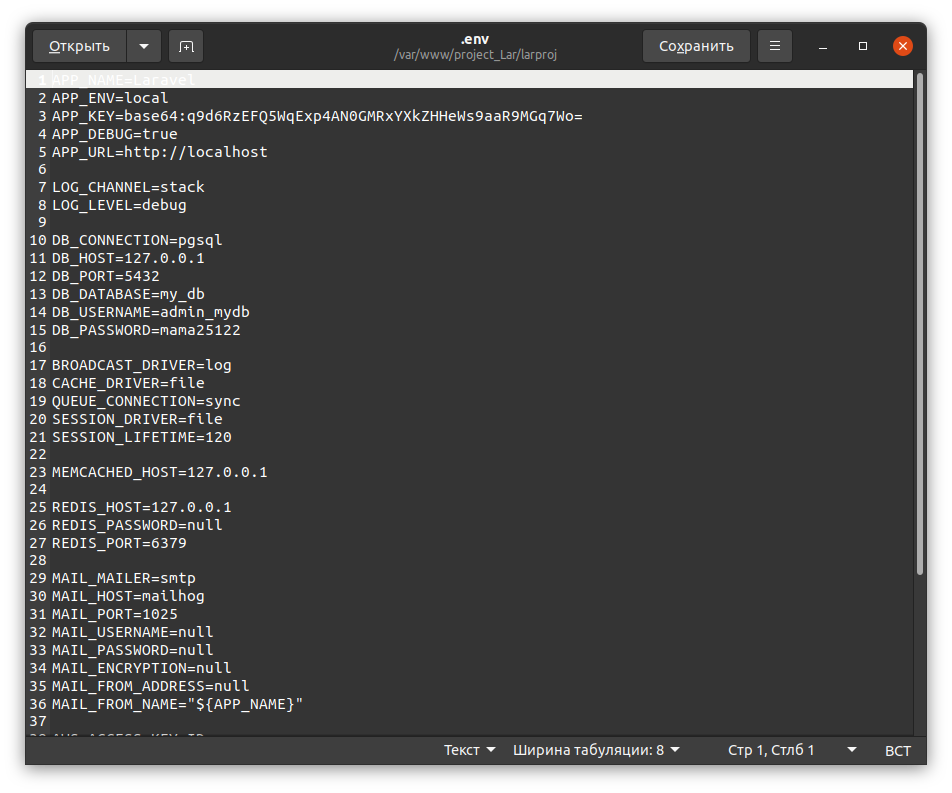 Открыть
.env
/var/www/project_Lar/larproj
Сохранить
1 APP_NAME=Laravel
2 APP_ENV=local
3 APP_KEY=base64:q9d6RzEFQ5WqExp4AN0GMRxYXkZHHeWs9aaR9MGq7Wo=
4 APP_DEBUG=true
5 APP_URL=http://localhost
6
7 LOG_CHANNEL=stack
8 LOG_LEVEL=debug
9
10 DB_CONNECTION=pgsql
11 DB_HOST=127.0.0.1
12 DB_PORT=5432
13 DB_DATABASE=my_db
14 DB_USERNAME=admin_mydb
15 DB_PASSWORD=mama25122
16
17 BROADCAST_DRIVER=log
18 CACHE_DRIVER=file
19 QUEUE_CONNECTION=sync
20 SESSION_DRIVER=file
21 SESSION_LIFETIME=120
22
23 MEMCACHED_HOST=127.0.0.1
24
25 REDIS_HOST=127.0.0.1
26 REDIS_PASSWORD=null
27 REDIS_PORT=6379
28
29 MAIL_MAILER=smtp
30 MAIL_HOST=mailhog
31 MAIL_PORT=1025
32 MAIL_USERNAME=null
33 MAIL_PASSWORD=null
34 MAIL_ENCRYPTION=null
35 MAIL_FROM_ADDRESS=null
36 MAIL_FROM_NAME="${APP_NAME}"
37
Текст Ширина табуляции: 8 Стр 1, Стлб 1 ВСТ